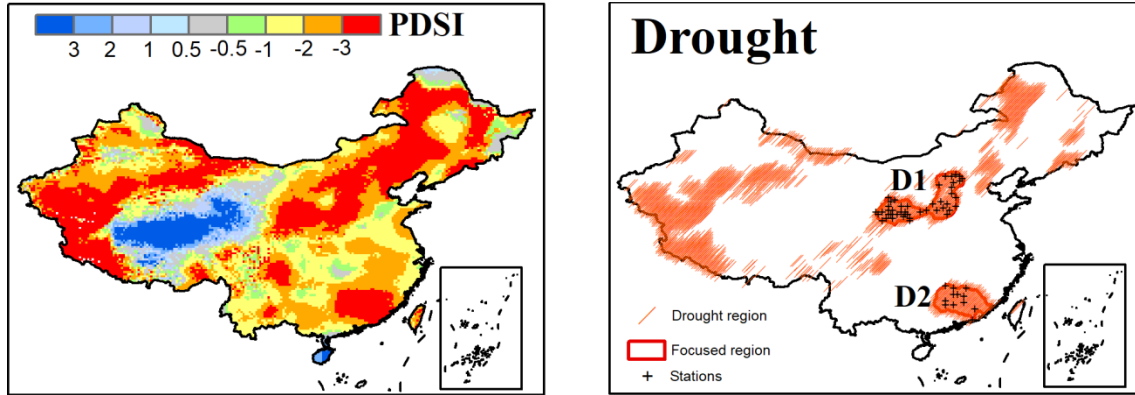 PDSI
3 2 1 0.5 -0.5 -1 -2 -3
Drought
D1
D2
Drought region
Focused region
Stations